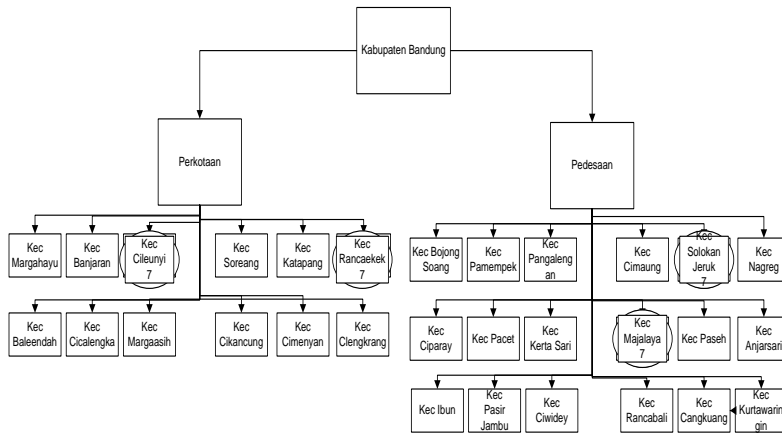 Kabupaten Bandung
Perkotaan
Pedesaan
Kec
Margahayu
Kec
Banjaran
Kec
Cileunyi
7
Kec
Soreang
Kec
Katapang
Kec
Rancaekek
7
Kec Bojong
Soang
Kec
Pamempek
Kec
Pangaleng
an
Kec
Cimaung
Kec
Solokan
Jeruk
7
Kec
Nagreg
Kec
Baleendah
Kec
Cicalengka
Kec
Margaasih
Kec
Cikancung
Kec
Cimenyan
Kec
Clengkrang
Kec
Ciparay
Kec Pacet
Kec
Kerta Sari
Kec
Majalaya
7
Kec Paseh
Kec
Anjarsari
Kec Ibun
Kec
Pasir
Jambu
Kec
Ciwidey
Kec
Rancabali
Kec
Cangkuang
Kec
Kurtawarin
gin